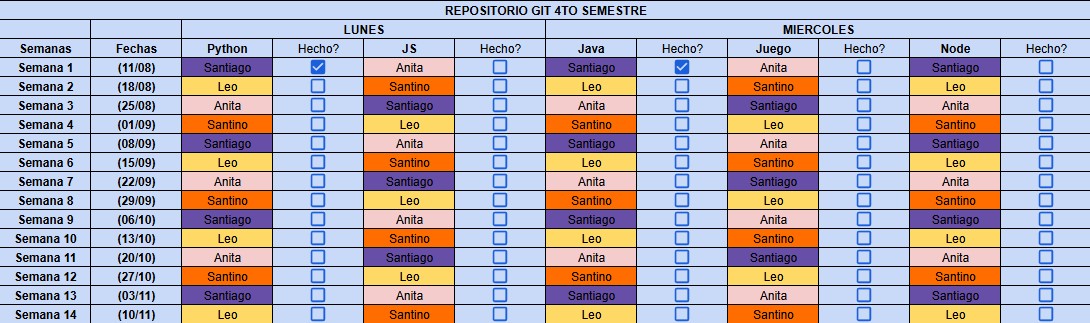 REPOSITORIO GIT 4TO SEMESTRE
LUNES MIERCOLES
Semanas Fechas Python Hecho? JS Hecho? Java Hecho? Juego Hecho? Node Hecho?
Semana 1 (11/08) Santiago Anita Santiago Anita Santiago
Semana 2 (18/08) Leo Santino Leo Santino Leo
Semana 3 (25/08) Anita Santiago Anita Santiago Anita
Semana 4 (01/09) Santino Leo Santino Leo Santino
Semana 5 (08/09) Santiago Anita Santiago Anita Santiago
Semana 6 (15/09) Leo Santino Leo Santino Leo
Semana 7 (22/09) Anita Santiago Anita Santiago Anita
Semana 8 (29/09) Santino Leo Santino Leo Santino
Semana 9 (06/10) Santiago Anita Santiago Anita Santiago
Semana 10 (13/10) Leo Santino Leo Santino Leo
Semana 11 (20/10) Anita Santiago Anita Santiago Anita
Semana 12 (27/10) Santino Leo Santino Leo Santino
Semana 13 (03/11) Santiago Anita Santiago Anita Santiago
Semana 14 (10/11) Leo Santino Leo Santino Leo